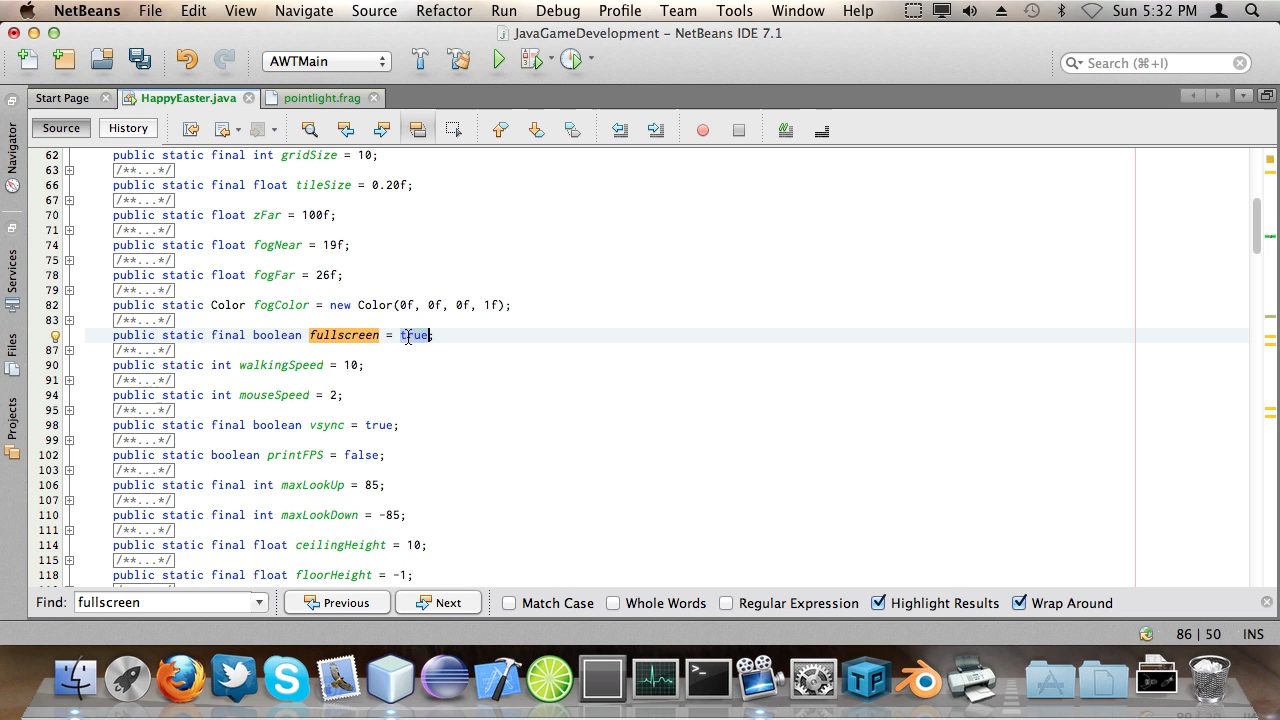 NetBeans File Edit View Navigate Source Refactor Run Debug Profile Team Tools Window Help Sun 5:32 PM
JavaGameDevelopment – NetBeans IDE 7.1
AWTMain
Search (⌘+I)
Start Page HappyEaster.java pointlight.frag
Source History
Navigator
Services
Files
Projects
62 public static final int gridSize = 10;
63 /**...*/
66 public static final float tileSize = 0.20f;
67 /**...*/
70 public static float zFar = 100f;
71 /**...*/
74 public static float fogNear = 19f;
75 /**...*/
78 public static float fogFar = 26f;
79 /**...*/
82 public static Color fogColor = new Color(0f, 0f, 0f, 1f);
83 /**...*/
public static final boolean fullscreen = true;
87 /**...*/
90 public static int walkingSpeed = 10;
91 /**...*/
94 public static int mouseSpeed = 2;
95 /**...*/
98 public static final boolean vsync = true;
99 /**...*/
102 public static boolean printFPS = false;
103 /**...*/
106 public static final int maxLookUp = 85;
107 /**...*/
110 public static final int maxLookDown = -85;
111 /**...*/
114 public static final float ceilingHeight = 10;
115 /**...*/
118 public static final float floorHeight = -1;
Find: fullscreen Previous Next Match Case Whole Words Regular Expression Highlight Results Wrap Around
86 | 50 INS
TP